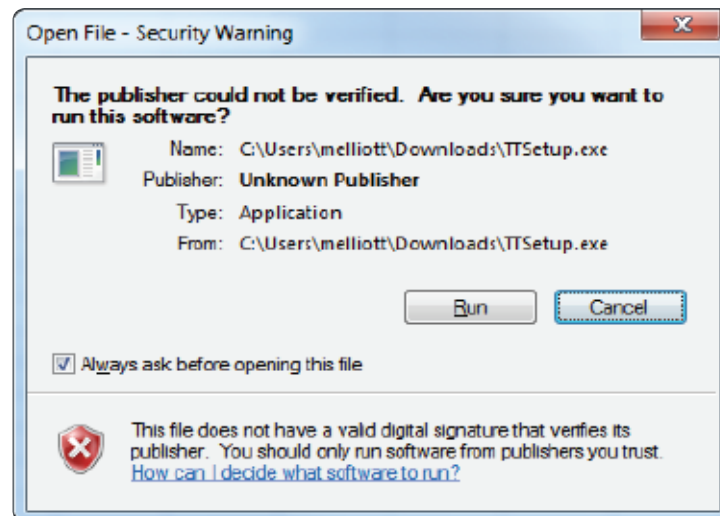 Open File - Security Warning
The publisher could not be verified. Are you sure you want to
run this software?
Name: C:\Users\melliott\Downloads\TTSetup.exe
Publisher: Unknown Publisher
Type: Application
From: C:\Users\melliott\Downloads\TTSetup.exe
Run Cancel
Always ask before opening this file
This file does not have a valid digital signature that verifies its
publisher. You should only run software from publishers you trust.
How can I decide what software to run?